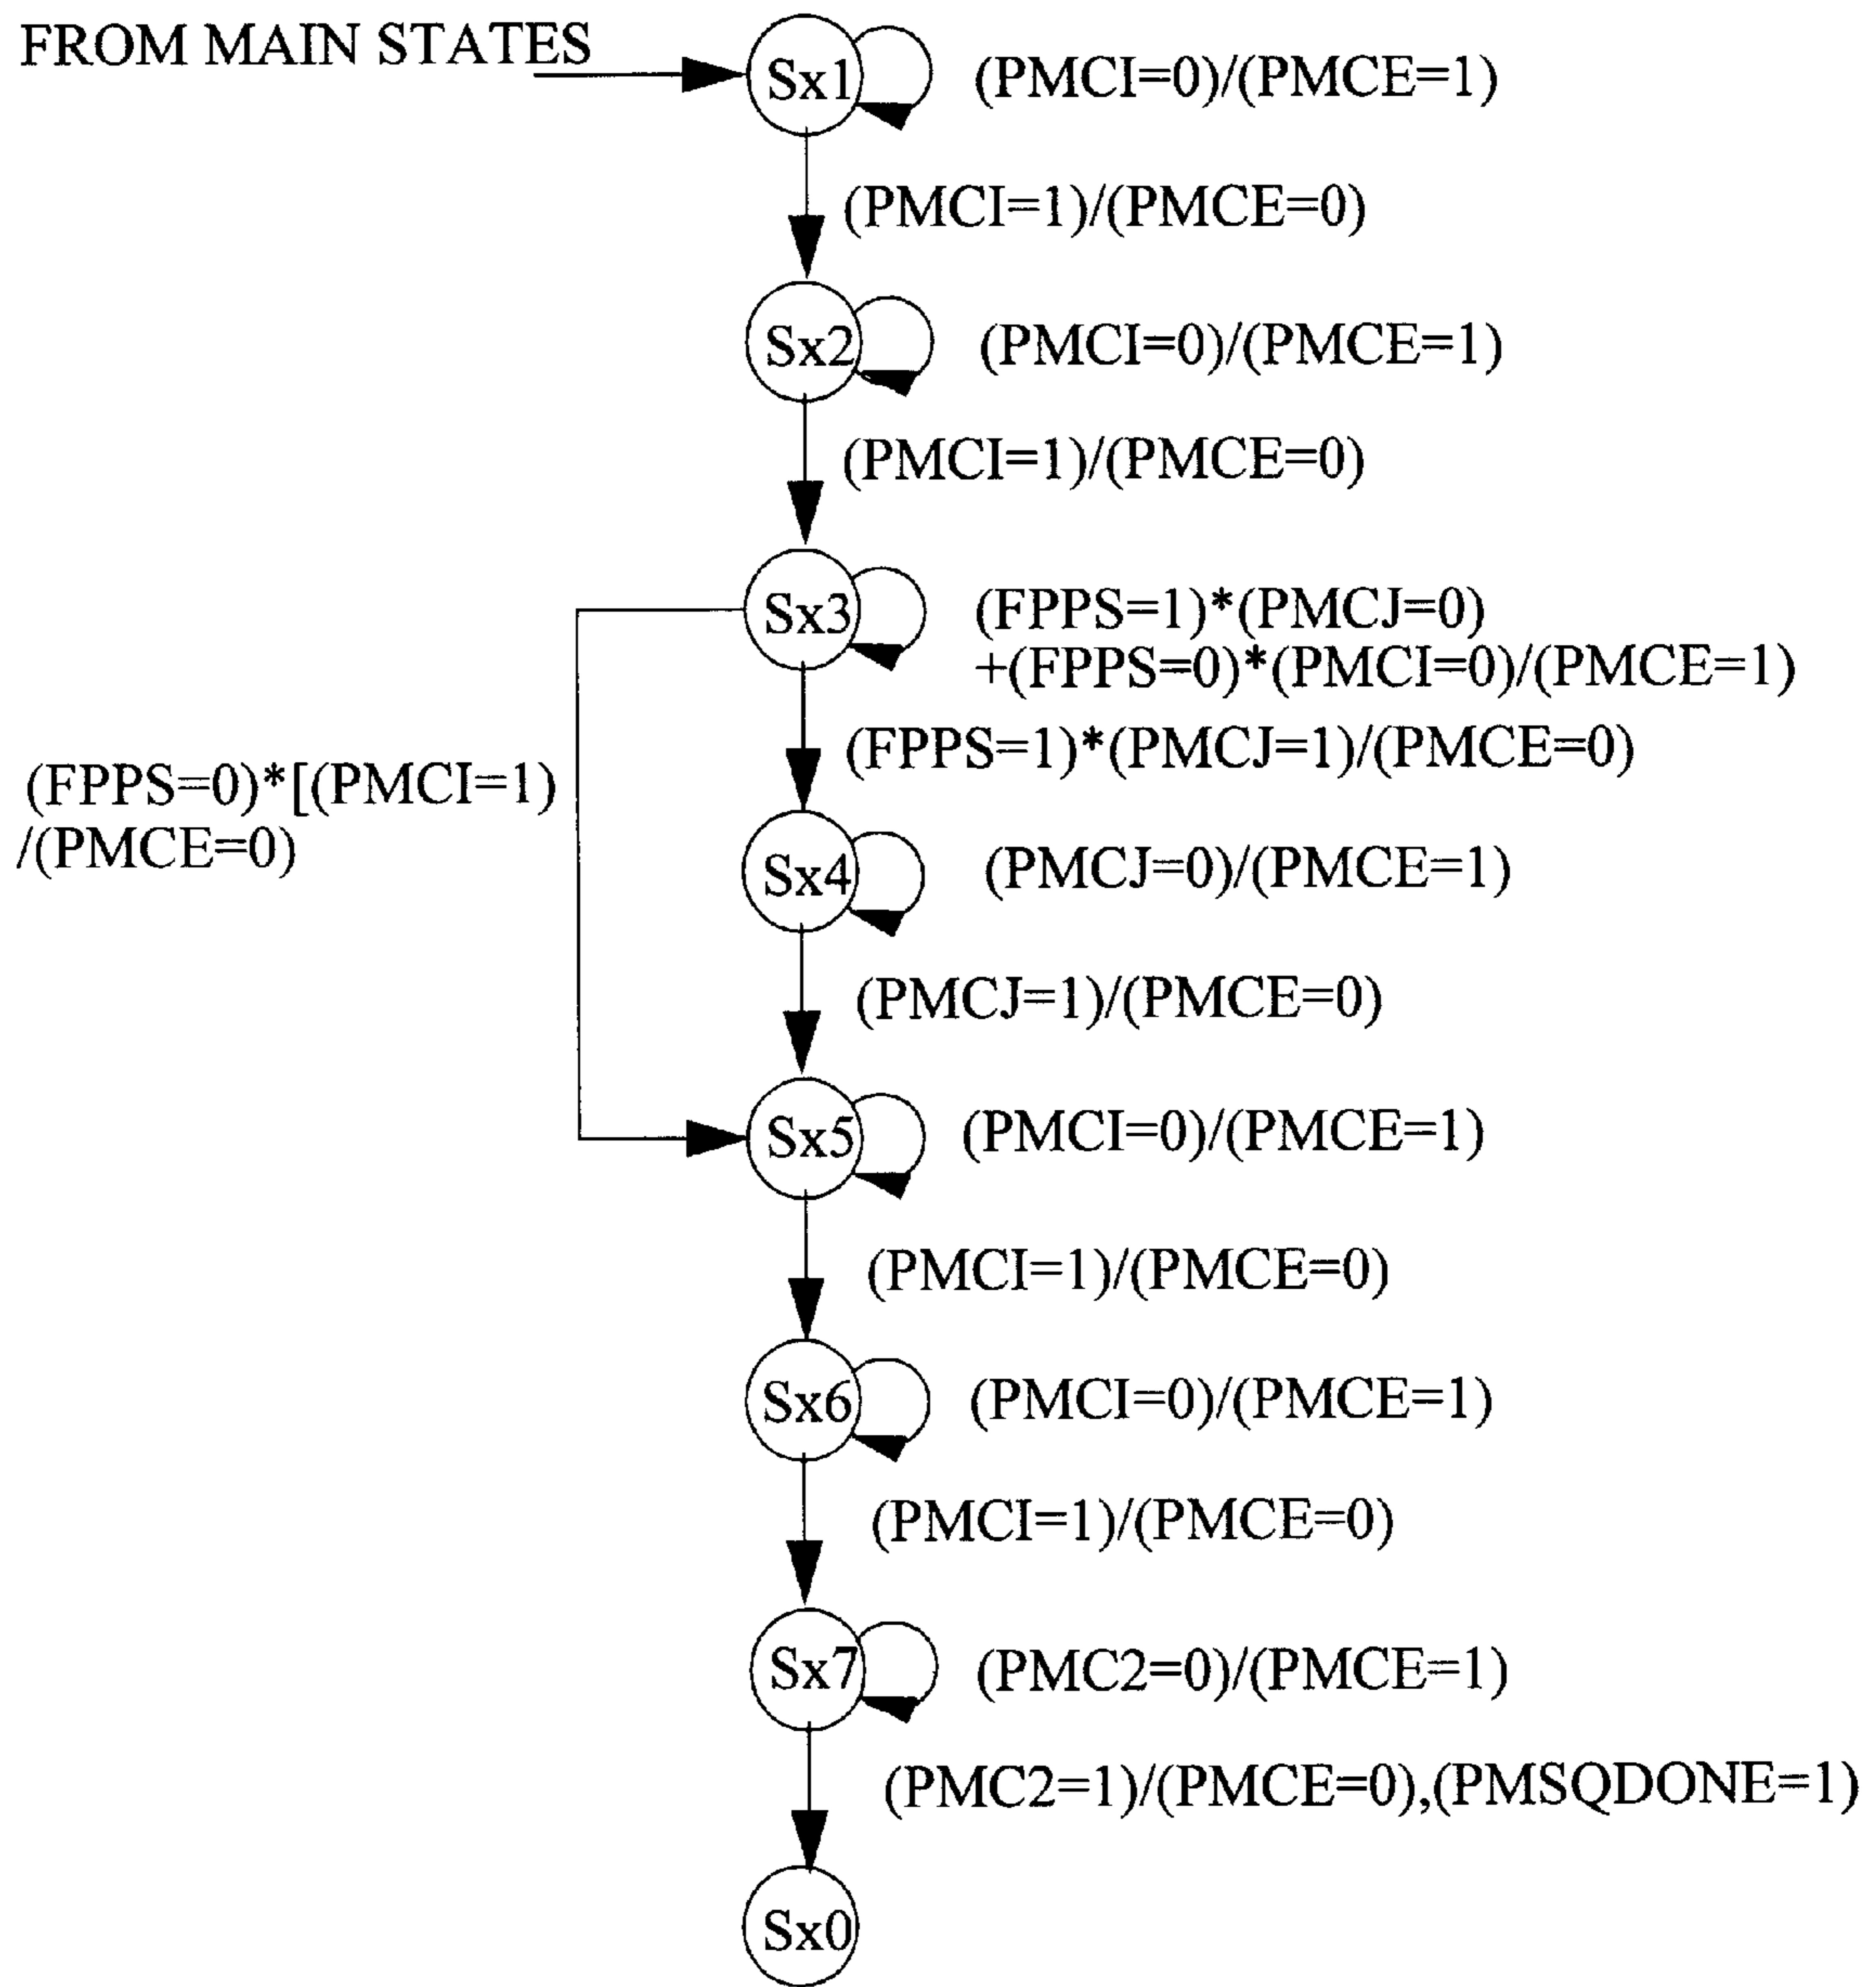 FROM MAIN STATES
Sx1
(PMCI=0)/(PMCE=1)
(PMCI=1)/(PMCE=0)
Sx2
(PMCI=0)/(PMCE=1)
(PMCI=1)/(PMCE=0)
Sx3
(FPPS=1)*(PMCJ=0)
+(FPPS=0)*(PMCI=0)/(PMCE=1)
(FPPS=1)*(PMCJ=1)/(PMCE=0)
(FPPS=0)*[(PMCI=1)
/(PMCE=0)
Sx4
(PMCJ=0)/(PMCE=1)
(PMCJ=1)/(PMCE=0)
Sx5
(PMCI=0)/(PMCE=1)
(PMCI=1)/(PMCE=0)
Sx6
(PMCI=0)/(PMCE=1)
(PMCI=1)/(PMCE=0)
Sx7
(PMC2=0)/(PMCE=1)
(PMC2=1)/(PMCE=0),(PMSQDONE=1)
Sx0